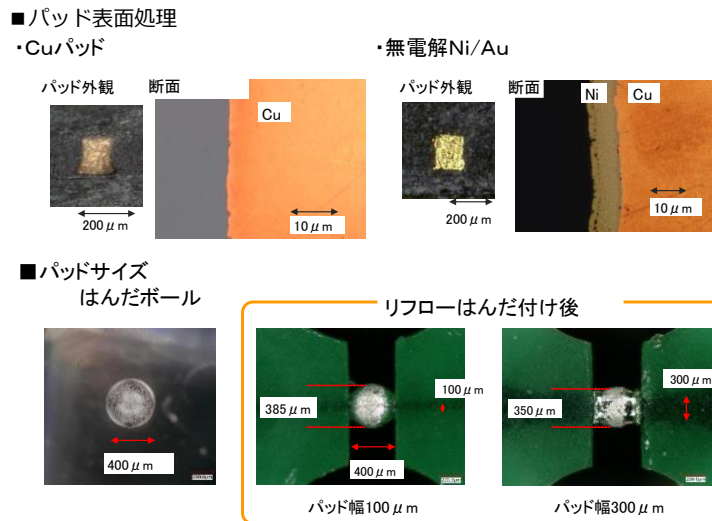 ■パッド表面処理
・Cuパッド
・無電解Ni/Au
パッド外観
断面
Cu
200μm
10μm
パッド外観
断面
Ni
Cu
200μm
10μm
■パッドサイズ
はんだボール
リフローはんだ付け後
400μm
385μm
100μm
400μm
350μm
300μm
パッド幅100μm
パッド幅300μm